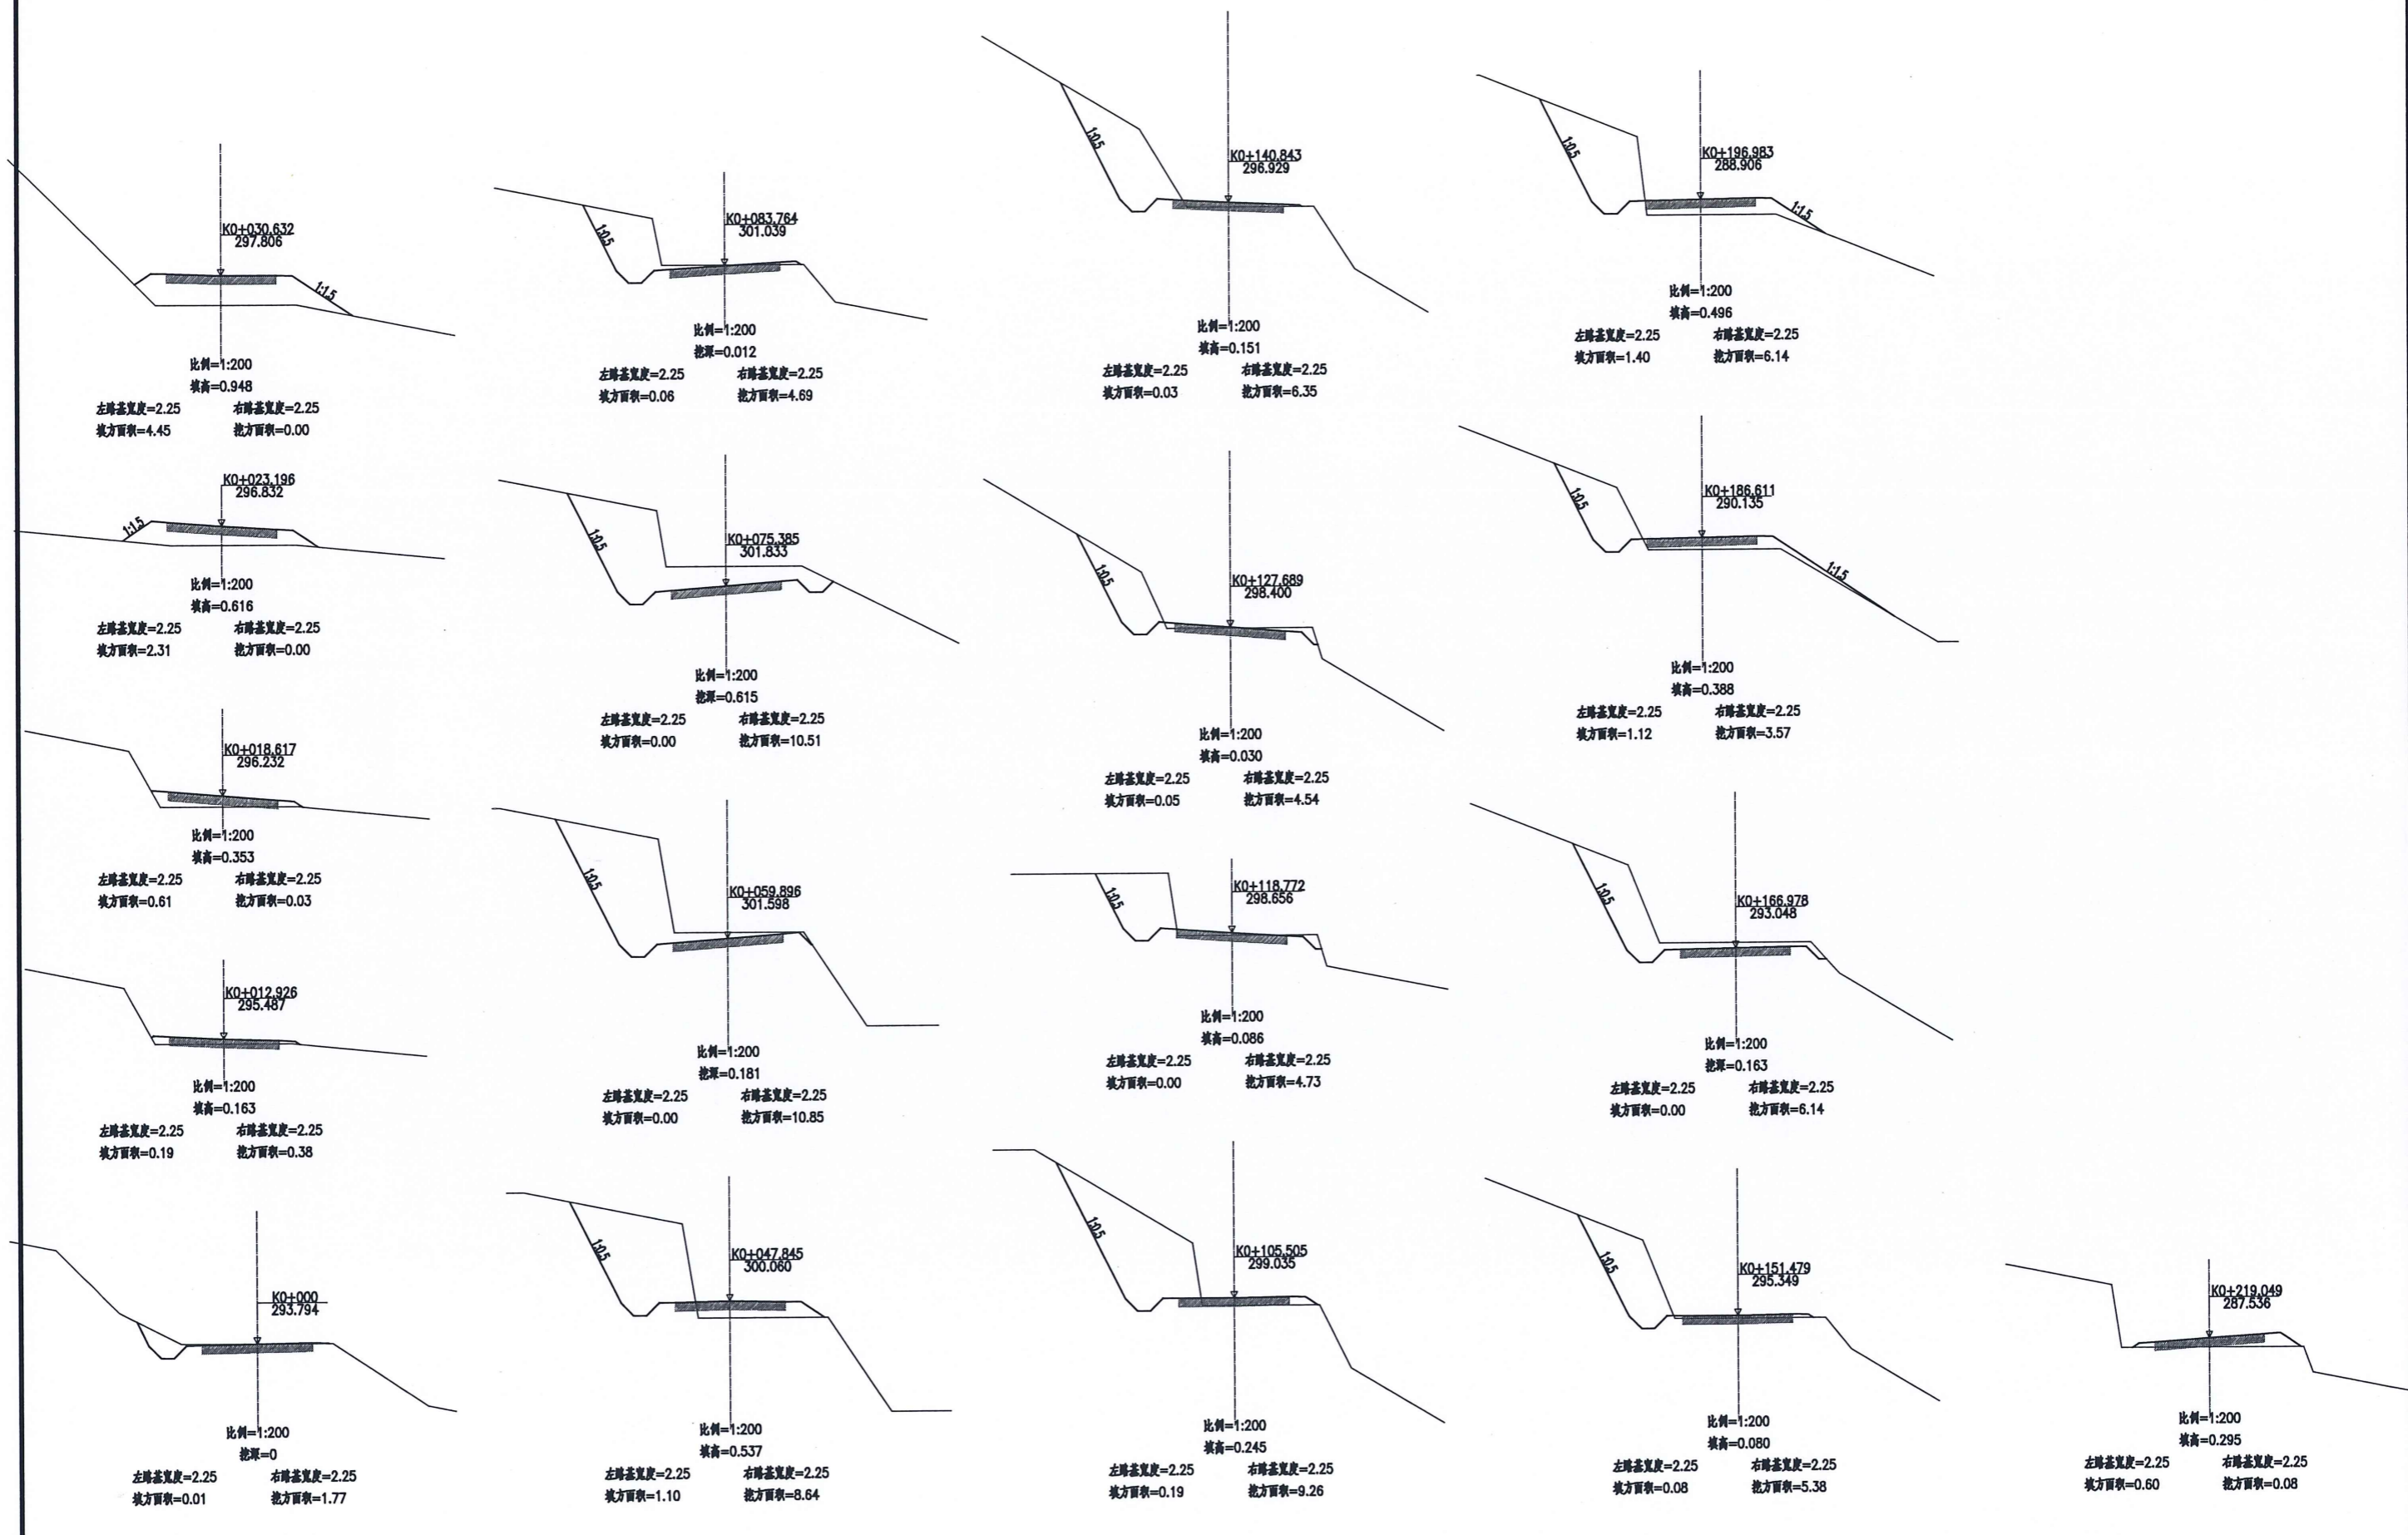 K0+030.632
297.806
1:1.5
比例=1:200
填高=0.948
左路基宽度=2.25 右路基宽度=2.25
填方面积=4.45 挖方面积=0.00
K0+023.196
296.832
1:1.5
比例=1:200
填高=0.616
左路基宽度=2.25 右路基宽度=2.25
填方面积=2.31 挖方面积=0.00
K0+018.617
296.232
比例=1:200
填高=0.353
左路基宽度=2.25 右路基宽度=2.25
填方面积=0.61 挖方面积=0.03
K0+012.926
295.487
比例=1:200
填高=0.163
左路基宽度=2.25 右路基宽度=2.25
填方面积=0.19 挖方面积=0.38
K0+000
293.794
比例=1:200
挖深=0
左路基宽度=2.25 右路基宽度=2.25
填方面积=0.01 挖方面积=1.77
K0+083.764
301.039
1:0.5
比例=1:200
挖深=0.012
左路基宽度=2.25 右路基宽度=2.25
填方面积=0.06 挖方面积=4.69
K0+075.385
301.833
1:0.5
比例=1:200
挖深=0.615
左路基宽度=2.25 右路基宽度=2.25
填方面积=0.00 挖方面积=10.51
K0+059.896
301.598
1:0.5
比例=1:200
挖深=0.181
左路基宽度=2.25 右路基宽度=2.25
填方面积=0.00 挖方面积=10.85
K0+047.845
300.060
1:0.5
比例=1:200
填高=0.537
左路基宽度=2.25 右路基宽度=2.25
填方面积=1.10 挖方面积=8.64
K0+140.843
296.929
1:0.5
比例=1:200
填高=0.151
左路基宽度=2.25 右路基宽度=2.25
填方面积=0.03 挖方面积=6.35
K0+127.689
298.400
1:0.5
比例=1:200
填高=0.030
左路基宽度=2.25 右路基宽度=2.25
填方面积=0.05 挖方面积=4.54
K0+118.772
298.656
1:0.5
比例=1:200
填高=0.086
左路基宽度=2.25 右路基宽度=2.25
填方面积=0.00 挖方面积=4.73
K0+105.505
299.035
1:0.5
比例=1:200
填高=0.245
左路基宽度=2.25 右路基宽度=2.25
填方面积=0.19 挖方面积=9.26
K0+196.983
288.906
1:0.5
1:1.5
比例=1:200
填高=0.496
左路基宽度=2.25 右路基宽度=2.25
填方面积=1.40 挖方面积=6.14
K0+186.611
290.135
1:0.5
1:1.5
比例=1:200
填高=0.388
左路基宽度=2.25 右路基宽度=2.25
填方面积=1.12 挖方面积=3.57
K0+166.978
293.048
1:0.5
比例=1:200
挖深=0.163
左路基宽度=2.25 右路基宽度=2.25
填方面积=0.00 挖方面积=6.14
K0+151.479
295.349
1:0.5
比例=1:200
填高=0.080
左路基宽度=2.25 右路基宽度=2.25
填方面积=0.08 挖方面积=5.38
K0+219.049
287.536
比例=1:200
填高=0.295
左路基宽度=2.25 右路基宽度=2.25
填方面积=0.60 挖方面积=0.08